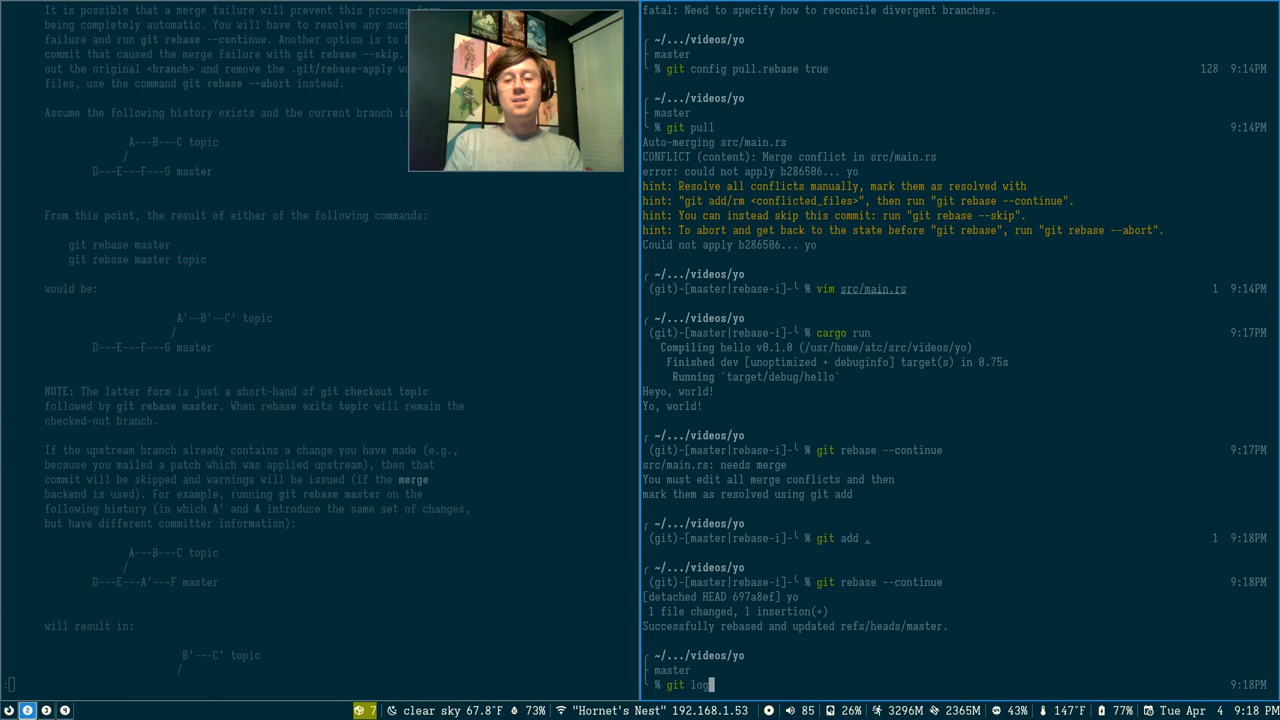 It is possible that a merge failure will prevent this process
being completely automatic. You will have to resolve any such
failure and run git rebase --continue. Another option is to
commit that caused the merge failure with git rebase --skip.
out the original <branch> and remove the .git/rebase-apply
files, use the command git rebase --abort instead.
Assume the following history exists and the current branch
A---B---C topic
/
D---E---F---G master
From this point, the result of either of the following commands:
git rebase master
git rebase master topic
would be:
A'--B'--C' topic
/
D---E---F---G master
NOTE: The latter form is just a short-hand of git checkout topic
followed by git rebase master. When rebase exits topic will remain the
checked-out branch.
If the upstream branch already contains a change you have made (e.g.,
because you mailed a patch which was applied upstream), then that
commit will be skipped and warnings will be issued (if the merge
backend is used). For example, running git rebase master on the
following history (in which A' and A introduce the same set of changes,
but have different committer information):
A---B---C topic
/
D---E---A'---F master
will result in:
B'---C' topic
/
:
fatal: Need to specify how to reconcile divergent branches.
~/.../videos/yo
master
% git config pull.rebase true 128 9:14PM
~/.../videos/yo
master
% git pull 9:14PM
Auto-merging src/main.rs
CONFLICT (content): Merge conflict in src/main.rs
error: could not apply b286506... yo
hint: Resolve all conflicts manually, mark them as resolved with
hint: "git add/rm <conflicted_files>", then run "git rebase --continue".
hint: You can instead skip this commit: run "git rebase --skip".
hint: To abort and get back to the state before "git rebase", run "git rebase --abort".
Could not apply b286506... yo
~/.../videos/yo
(git)-[master|rebase-i]- % vim src/main.rs 1 9:14PM
~/.../videos/yo
(git)-[master|rebase-i]- % cargo run 9:17PM
Compiling hello v0.1.0 (/usr/home/atc/src/videos/yo)
Finished dev [unoptimized + debuginfo] target(s) in 0.75s
Running `target/debug/hello`
Heyo, world!
Yo, world!
~/.../videos/yo
(git)-[master|rebase-i]- % git rebase --continue 9:17PM
src/main.rs: needs merge
You must edit all merge conflicts and then
mark them as resolved using git add
~/.../videos/yo
(git)-[master|rebase-i]- % git add . 1 9:18PM
~/.../videos/yo
(git)-[master|rebase-i]- % git rebase --continue 9:18PM
[detached HEAD 697a8ef] yo
1 file changed, 1 insertion(+)
Successfully rebased and updated refs/heads/master.
~/.../videos/yo
master
% git log 9:18PM
2 3 7 clear sky 67.8°F 73% "Hornet's Nest" 192.168.1.53 85 26% 3296M 2365M 43% 147°F 77% Tue Apr 4 9:18 PM